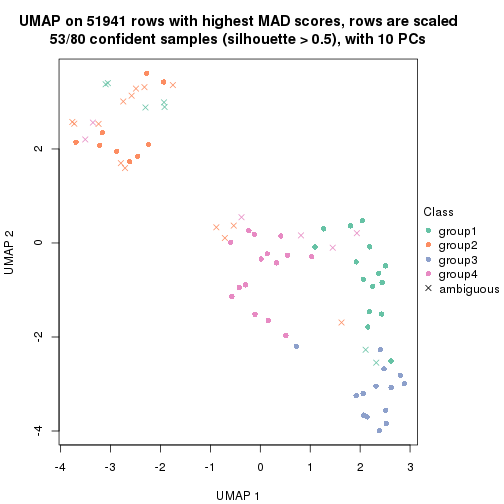 UMAP on 51941 rows with highest MAD scores, rows are scaled
53/80 confident samples (silhouette > 0.5), with 10 PCs
UMAP 2
2
0
-2
-4
-4
-3
-2
-1
0
1
2
3
UMAP 1
Class
group1
group2
group3
group4
ambiguous